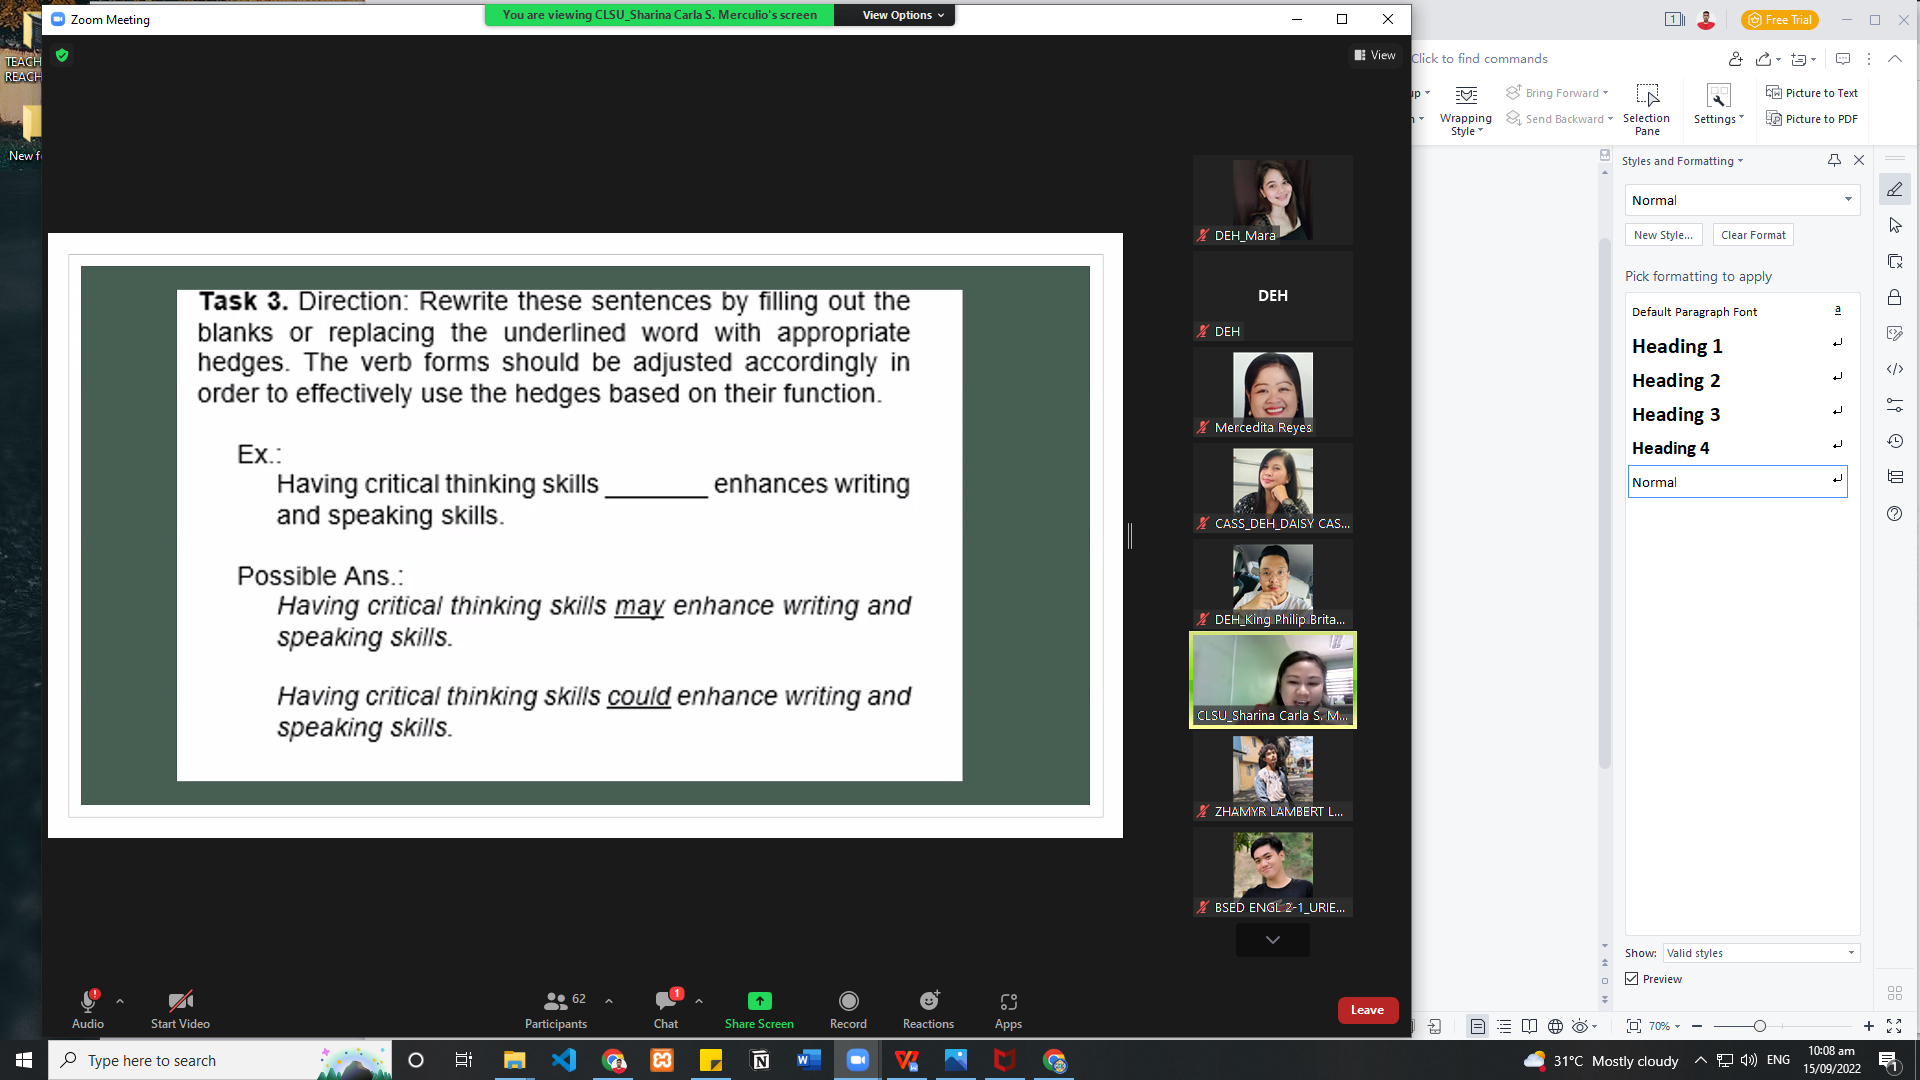 TEACH
REACH
New f
Zoom Meeting
You are viewing CLSU_Sharina Carla S. Merculio's screen
View Options
View
Task 3. Direction: Rewrite these sentences by filling out the
blanks or replacing the underlined word with appropriate
hedges. The verb forms should be adjusted accordingly in
order to effectively use the hedges based on their function.
Ex.:
Having critical thinking skills _______ enhances writing
and speaking skills.
Possible Ans.:
Having critical thinking skills may enhance writing and
speaking skills.
Having critical thinking skills could enhance writing and
speaking skills.
DEH_Mara
DEH
DEH
Mercedita Reyes
CASS_DEH_DAISY CAS...
DEH_King Philip Brita...
CLSU_Sharina Carla S. M...
ZHAMYR LAMBERT L...
BSED ENGL 2-1_URIE...
Audio
Start Video
62
Participants
1
Chat
Share Screen
Record
Reactions
Apps
Leave
1
Free Trial
Click to find commands
up
Wrapping
Style
Bring Forward
Send Backward
Selection
Pane
Settings
Picture to Text
Picture to PDF
Styles and Formatting
Normal
New Style...
Clear Format
Pick formatting to apply
Default Paragraph Font a
Heading 1
Heading 2
Heading 3
Heading 4
Normal
Show: Valid styles
Preview
70%
Type here to search
31°C Mostly cloudy
ENG
10:08 am
15/09/2022
1